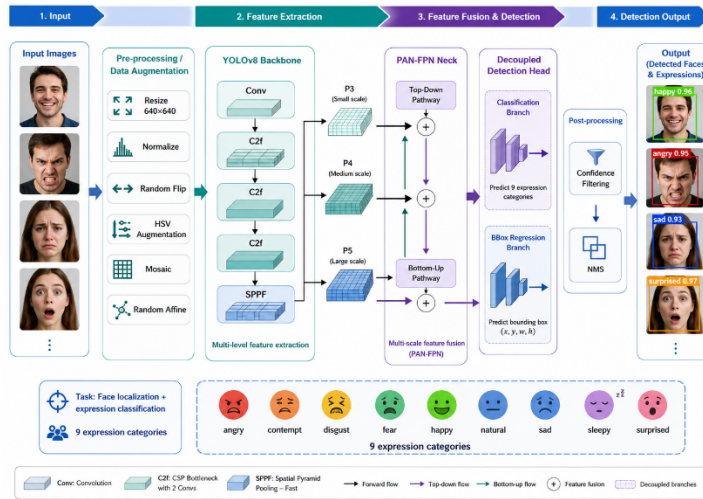 1. Input
2. Feature Extraction
3. Feature Fusion & Detection
4. Detection Output
Input Images
Pre-processing /
Data Augmentation
Resize
640×640
Normalize
Random Flip
HSV
Augmentation
Mosaic
Random Affine
YOLOv8 Backbone
Conv
C2f
C2f
C2f
SPPF
Multi-level feature extraction
P3
(Small scale)
P4
(Medium scale)
P5
(Large scale)
PAN-FPN Neck
Top-Down
Pathway
Bottom-Up
Pathway
Multi-scale feature fusion
(PAN-FPN)
Decoupled
Detection Head
Classification
Branch
Predict 9 expression
categories
BBox Regression
Branch
Predict bounding box
(x, y, w, h)
Post-processing
Confidence
Filtering
NMS
Output
(Detected Faces
& Expressions)
happy 0.96
angry 0.95
sad 0.93
surprised 0.97
Task: Face localization +
expression classification
9 expression categories
angry
contempt
disgust
fear
happy
natural
sad
sleepy
surprised
9 expression categories
Conv: Convolution
C2f: CSP Bottleneck
with 2 Convs
SPPF: Spatial Pyramid
Pooling – Fast
Forward flow
Top-down flow
Bottom-up flow
Feature fusion
Decoupled branches